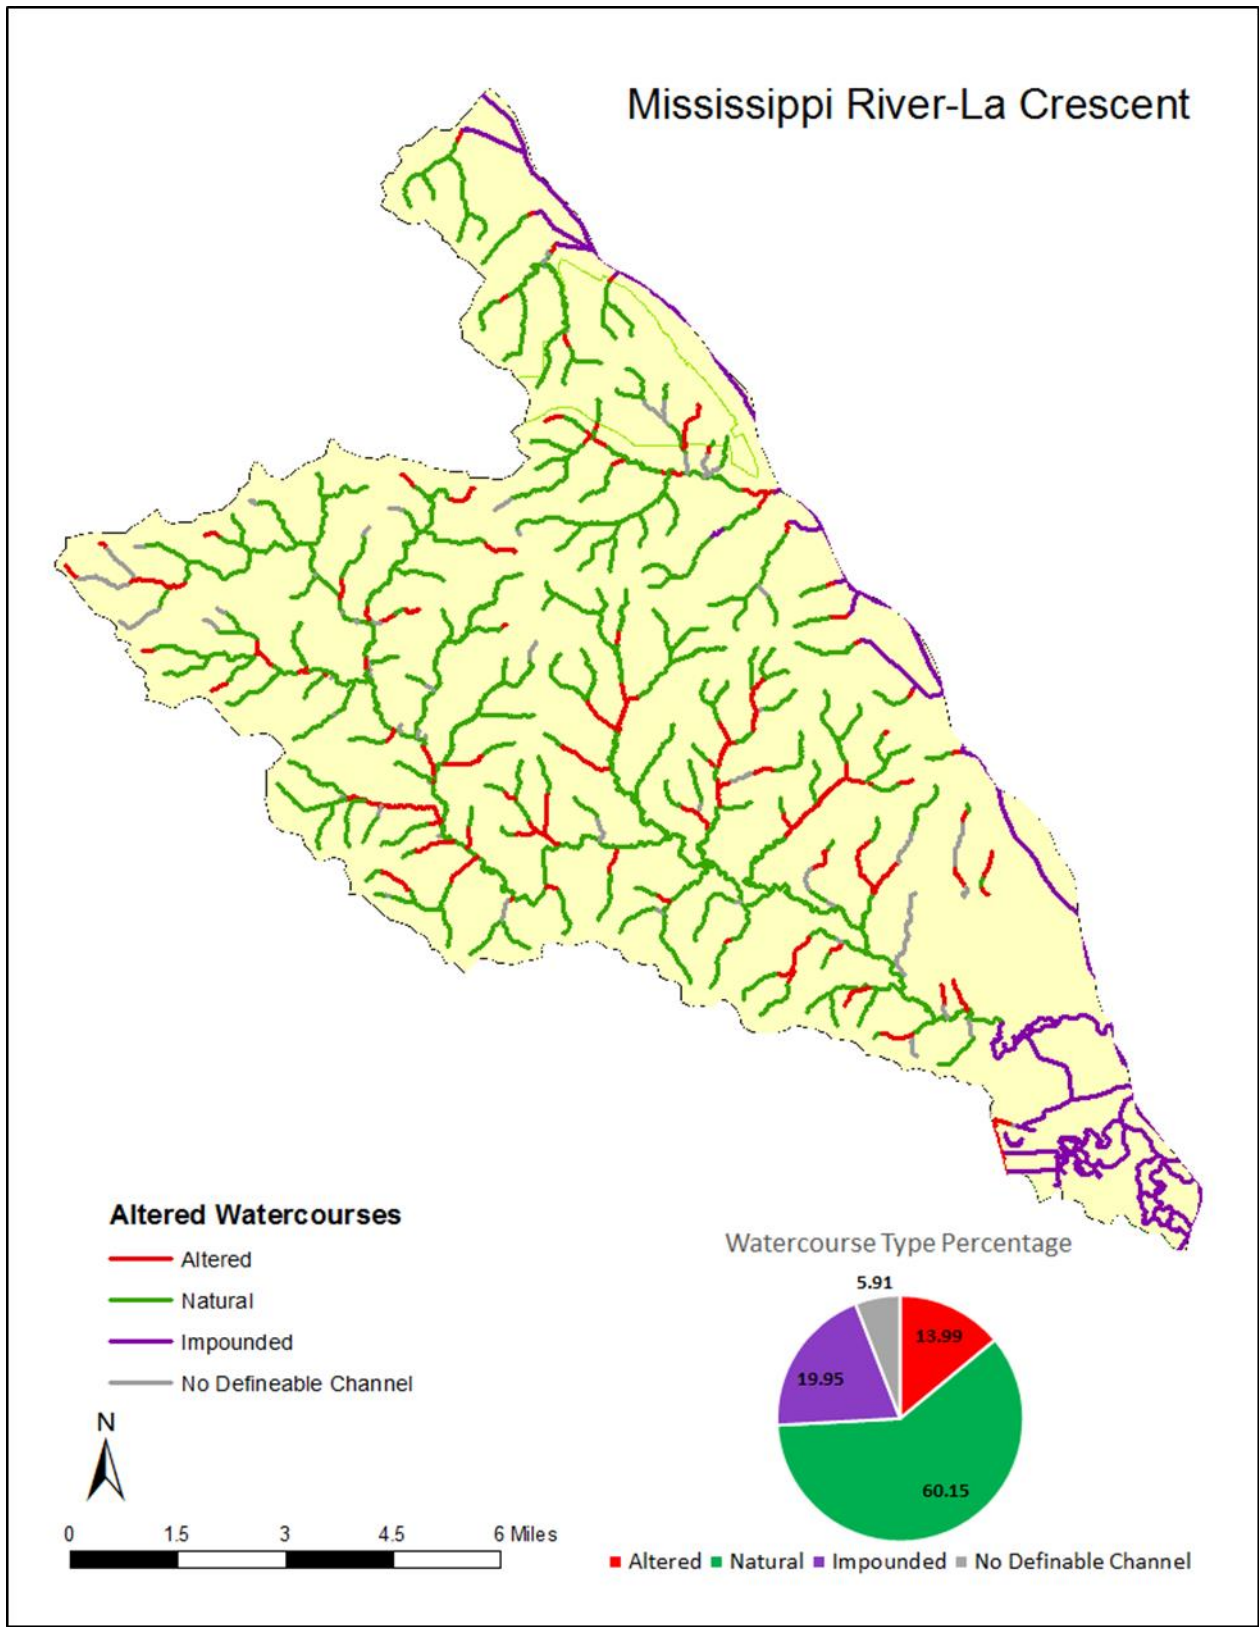 Mississippi River-La Crescent
Altered Watercourses
Altered
Natural
Impounded
No Defineable Channel
N
0 1.5 3 4.5 6 Miles
Watercourse Type Percentage
5.91
13.99
19.95
60.15
Altered Natural Impounded No Definable Channel